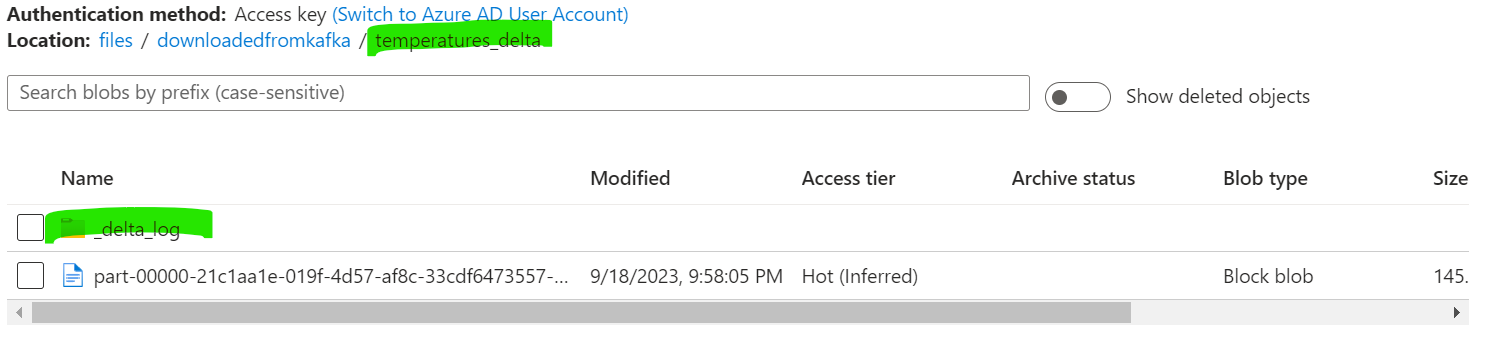 Authentication method: Access key (Switch to Azure AD User Account)
Location: files / downloadedfromkafka / temperatures_delta
Search blobs by prefix (case-sensitive)
Show deleted objects
Name Modified Access tier Archive status Blob type Size
_delta_log
part-00000-21c1aa1e-019f-4d57-af8c-33cdf6473557-... 9/18/2023, 9:58:05 PM Hot (Inferred) Block blob 145.